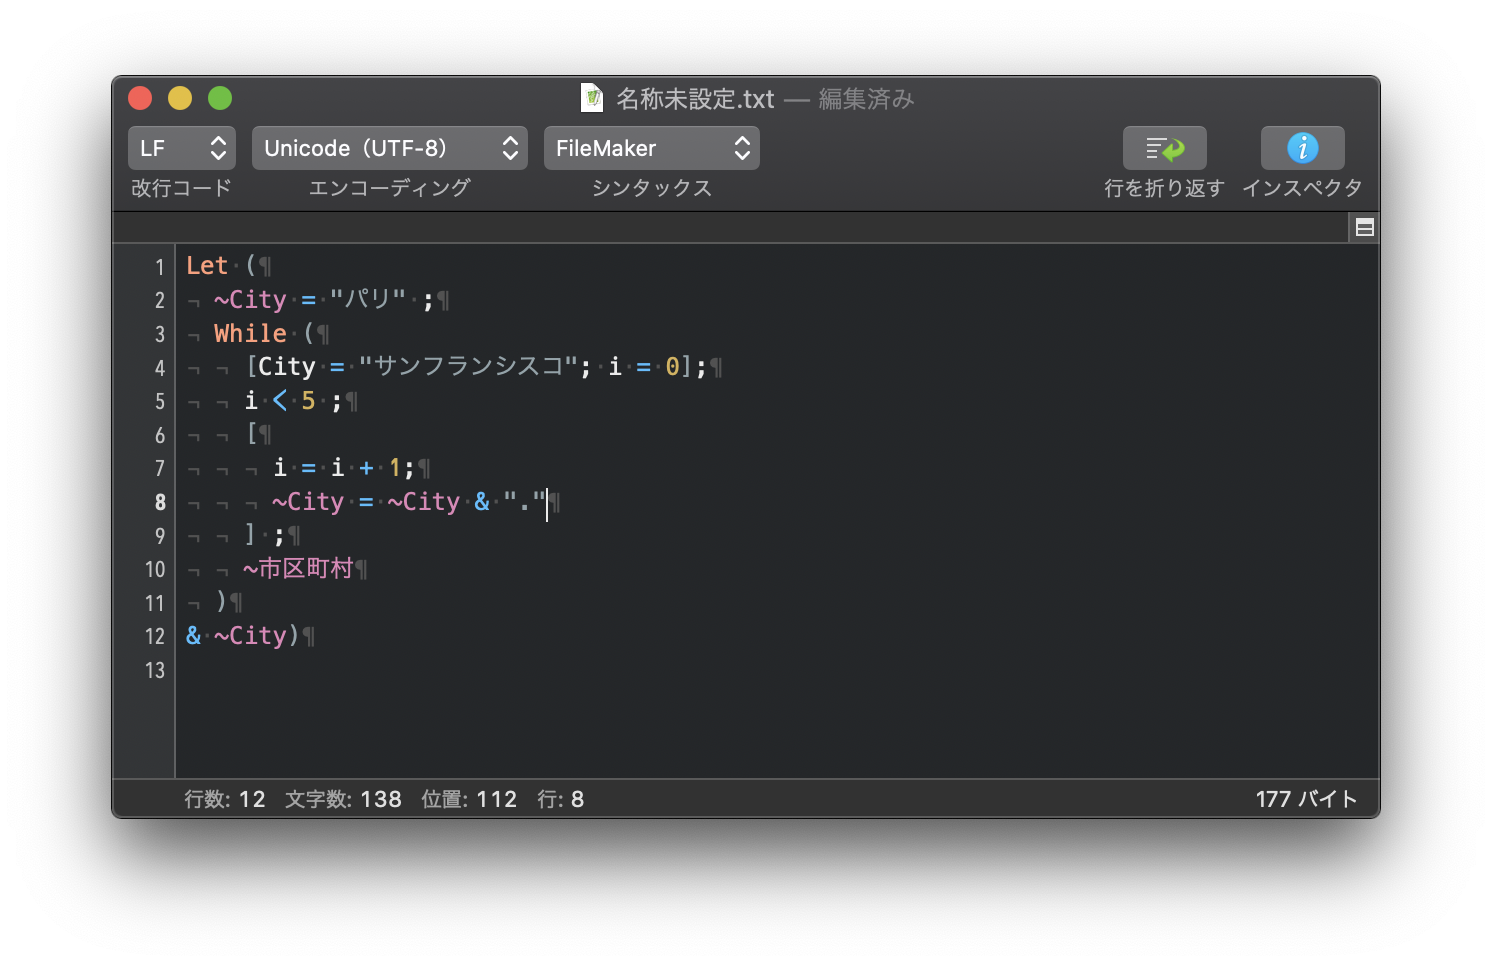 名称未設定.txt — 編集済み
LF
Unicode（UTF-8）
FileMaker
改行コード
エンコーディング
シンタックス
行を折り返す
インスペクタ
1 Let (
2 ~City = "パリ" ;
3 While (
4 [City = "サンフランシスコ"; i = 0];
5 i < 5 ;
6 [
7 i = i + 1;
8 ~City = ~City & "."
9 ] ;
10 ~市区町村
11 )
12 & ~City)
13
行数: 12 文字数: 138 位置: 112 行: 8
177 バイト